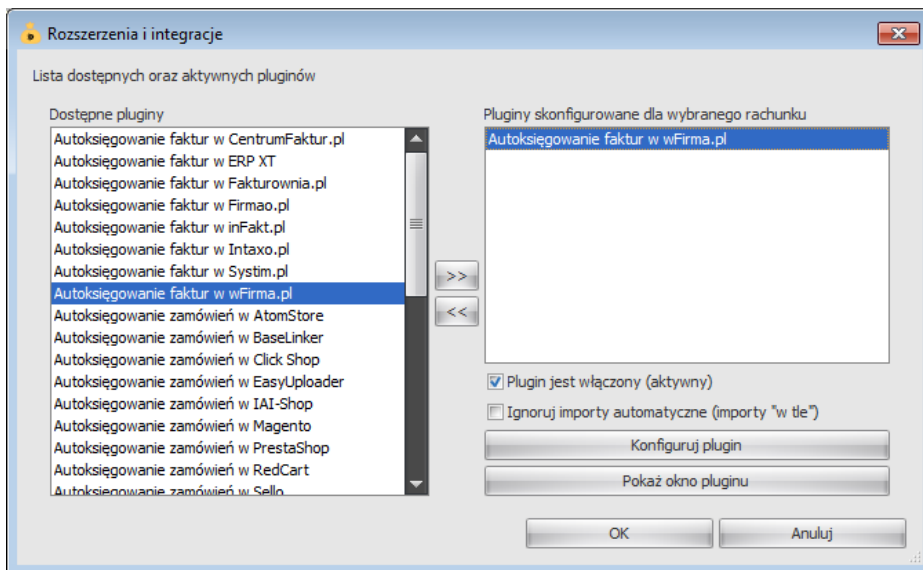 Rozszerzenia i integracje
Lista dostępnych oraz aktywnych pluginów
Dostępne pluginy
Autoksięgowanie faktur w CentrumFaktur.pl
Autoksięgowanie faktur w ERP XT
Autoksięgowanie faktur w Fakturownia.pl
Autoksięgowanie faktur w Firmao.pl
Autoksięgowanie faktur w inFakt.pl
Autoksięgowanie faktur w Intaxo.pl
Autoksięgowanie faktur w Systim.pl
Autoksięgowanie faktur w wFirma.pl
Autoksięgowanie zamówień w AtomStore
Autoksięgowanie zamówień w BaseLinker
Autoksięgowanie zamówień w Click Shop
Autoksięgowanie zamówień w EasyUploader
Autoksięgowanie zamówień w IAI-Shop
Autoksięgowanie zamówień w Magento
Autoksięgowanie zamówień w PrestaShop
Autoksięgowanie zamówień w RedCart
Autoksięgowanie zamówień w Sello
>>
<<
Pluginy skonfigurowane dla wybranego rachunku
Autoksięgowanie faktur w wFirma.pl
Plugin jest włączony (aktywny)
Ignoruj importy automatyczne (importy "w tle")
Konfiguruj plugin
Pokaż okno pluginu
OK
Anuluj